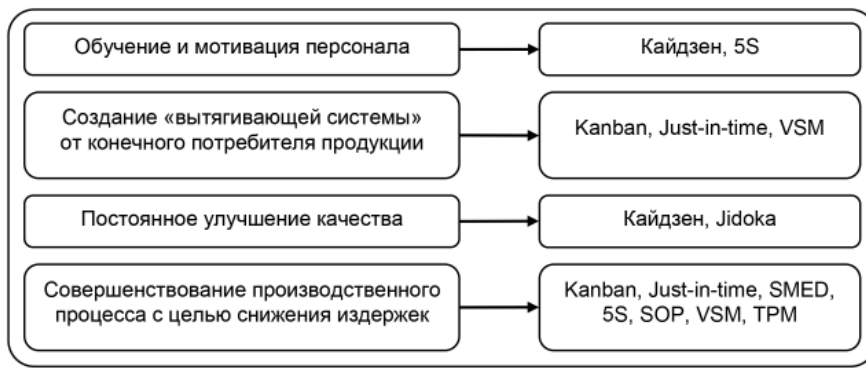 Обучение и мотивация персонала
Кайдзен, 5S
Создание «вытягивающей системы»
от конечного потребителя продукции
Kanban, Just-in-time, VSM
Постоянное улучшение качества
Кайдзен, Jidoka
Совершенствование производственного
процесса с целью снижения издержек
Kanban, Just-in-time, SMED,
5S, SOP, VSM, TPM